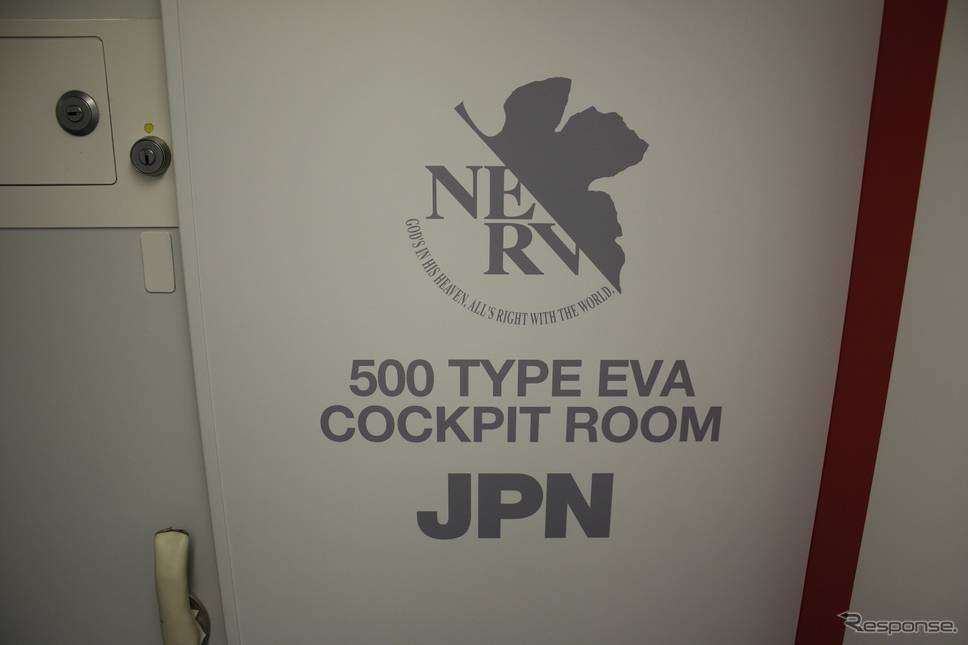 NERV
GOD'S IN HIS HEAVEN. ALL'S RIGHT WITH THE WORLD.
500 TYPE EVA
COCKPIT ROOM
JPN
Response.